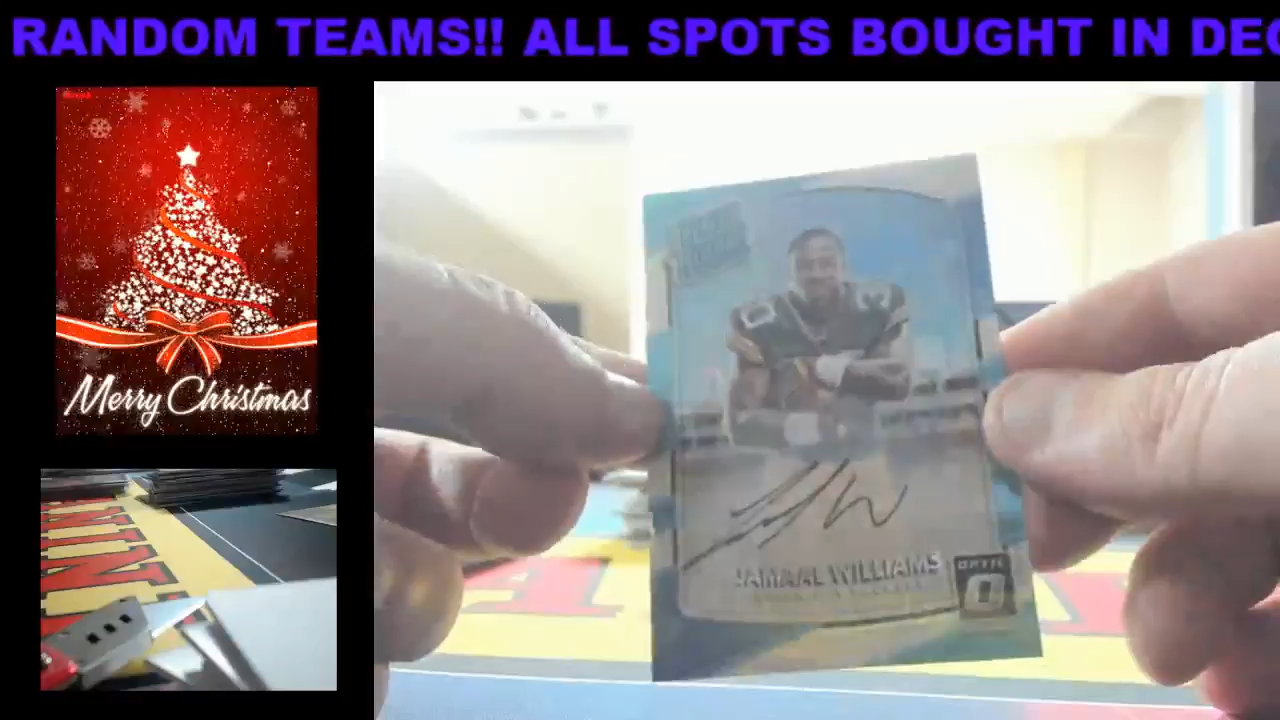 RANDOM TEAMS!! ALL SPOTS BOUGHT IN DEC
Merry Christmas
JAMAAL WILLIAMS
OPTIC